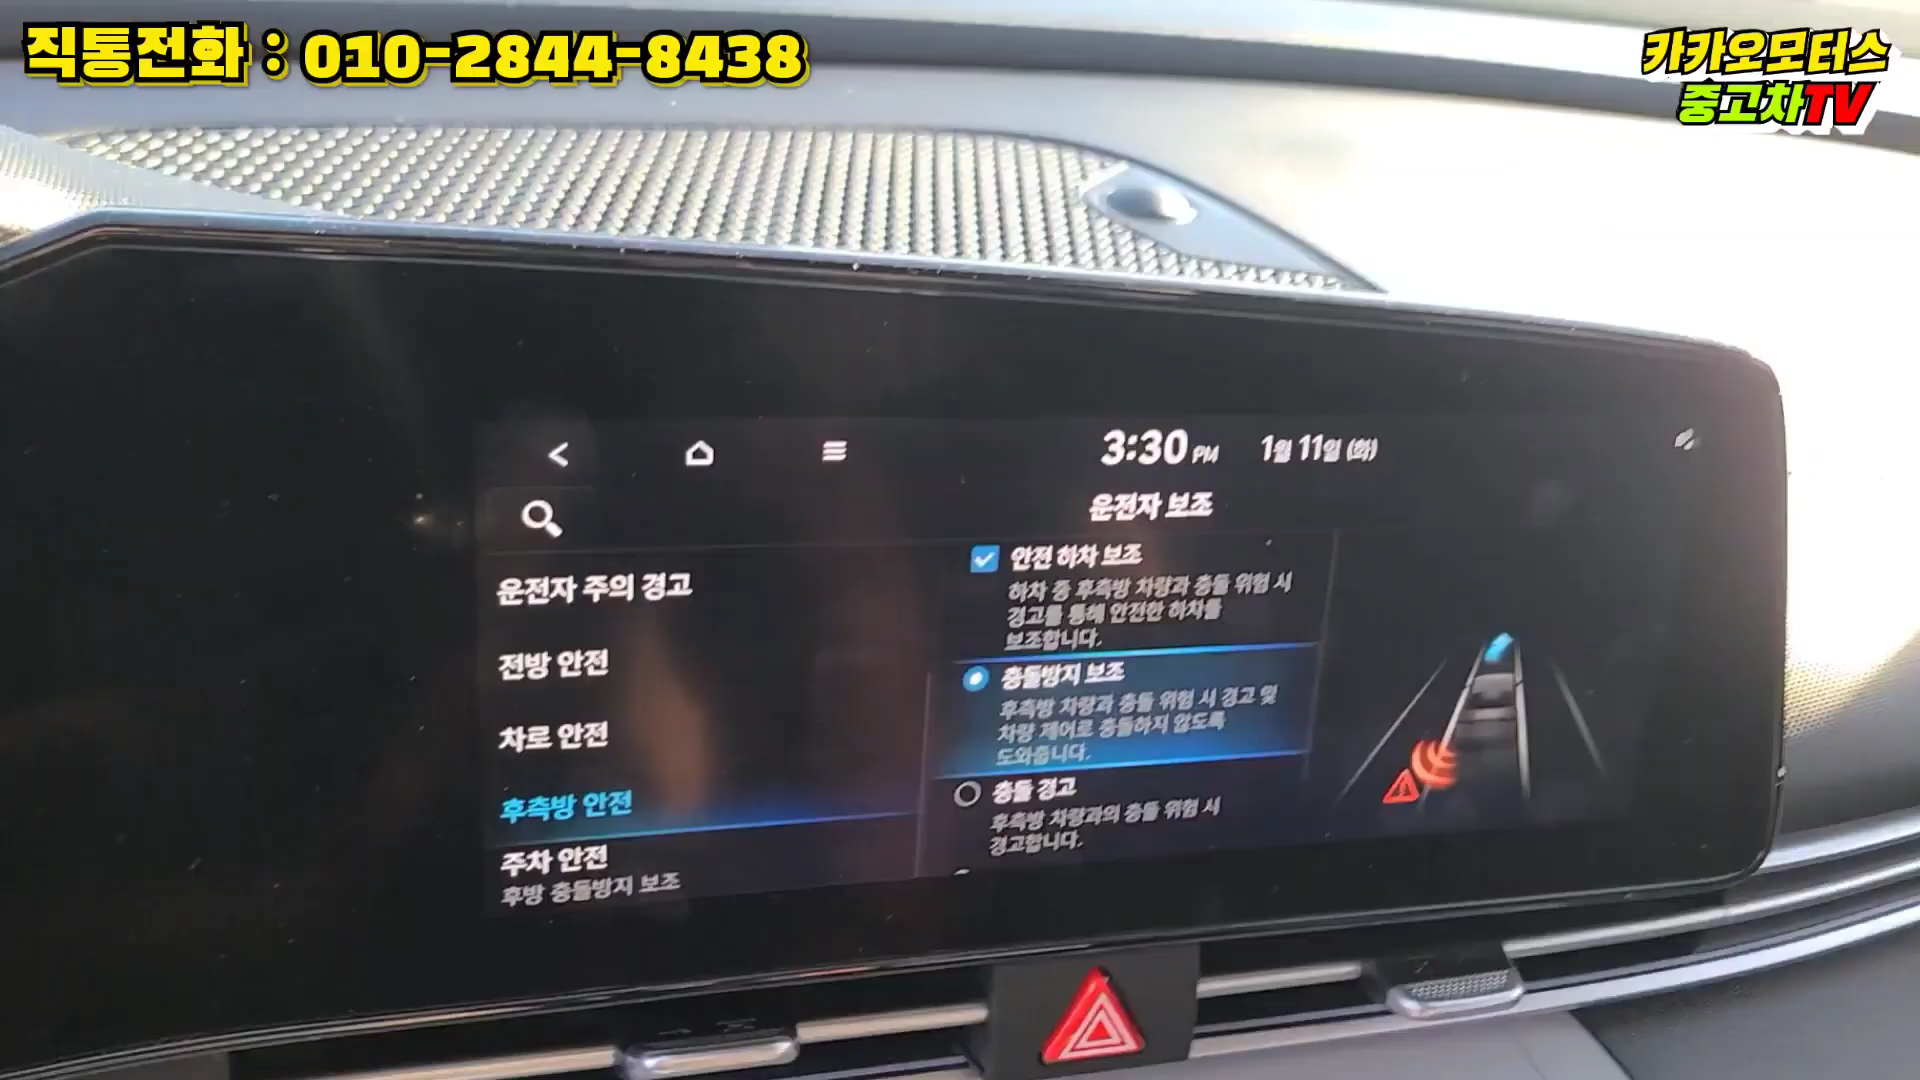 직통전화 : 010-2844-8438
카카오모터스
중고차TV
3:30 PM 1월 11일 (화)
운전자 보조
운전자 주의 경고
전방 안전
차로 안전
후측방 안전
주차 안전
후방 충돌방지 보조
안전 하차 보조
하차 중 후측방 차량과 충돌 위험 시
경고를 통해 안전한 하차를
보조합니다.
충돌방지 보조
후측방 차량과 충돌 위험 시 경고 및
차량 제어로 충돌하지 않도록
도와줍니다.
충돌 경고
후측방 차량과의 충돌 위험 시
경고합니다.